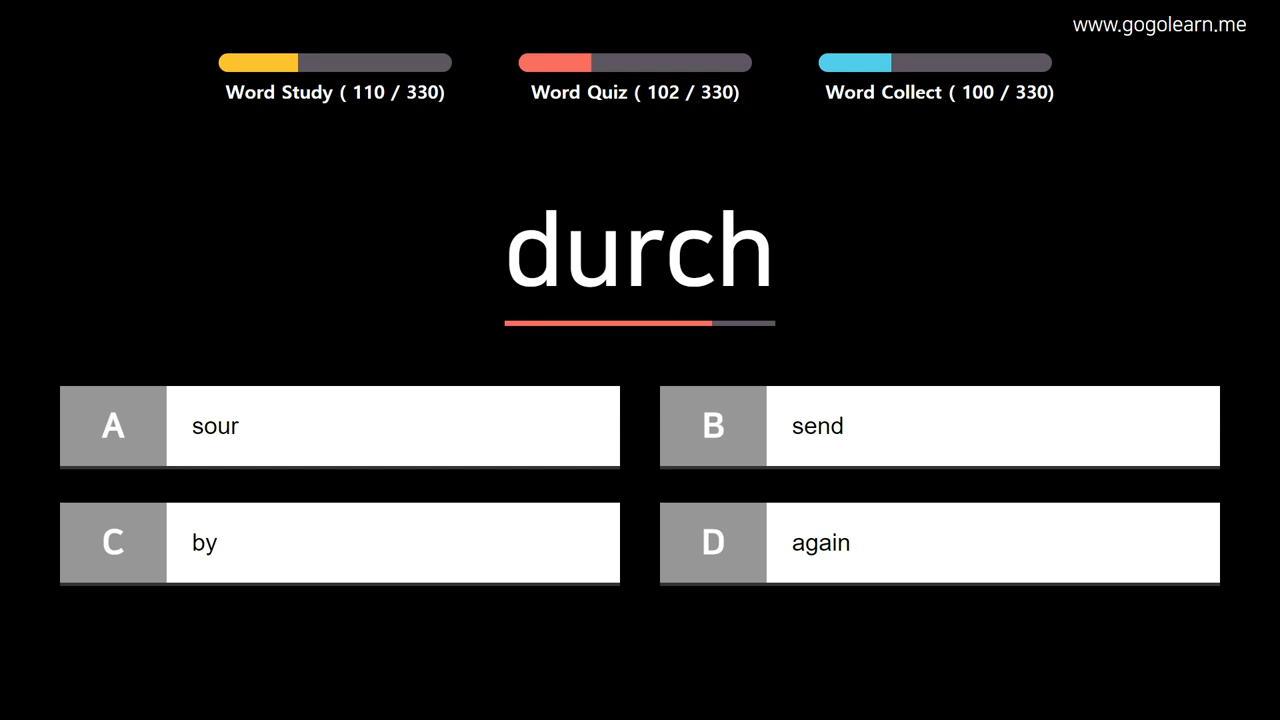 www.gogolearn.me
Word Study ( 110 / 330)
Word Quiz ( 102 / 330)
Word Collect ( 100 / 330)
durch
A
sour
B
send
C
by
D
again